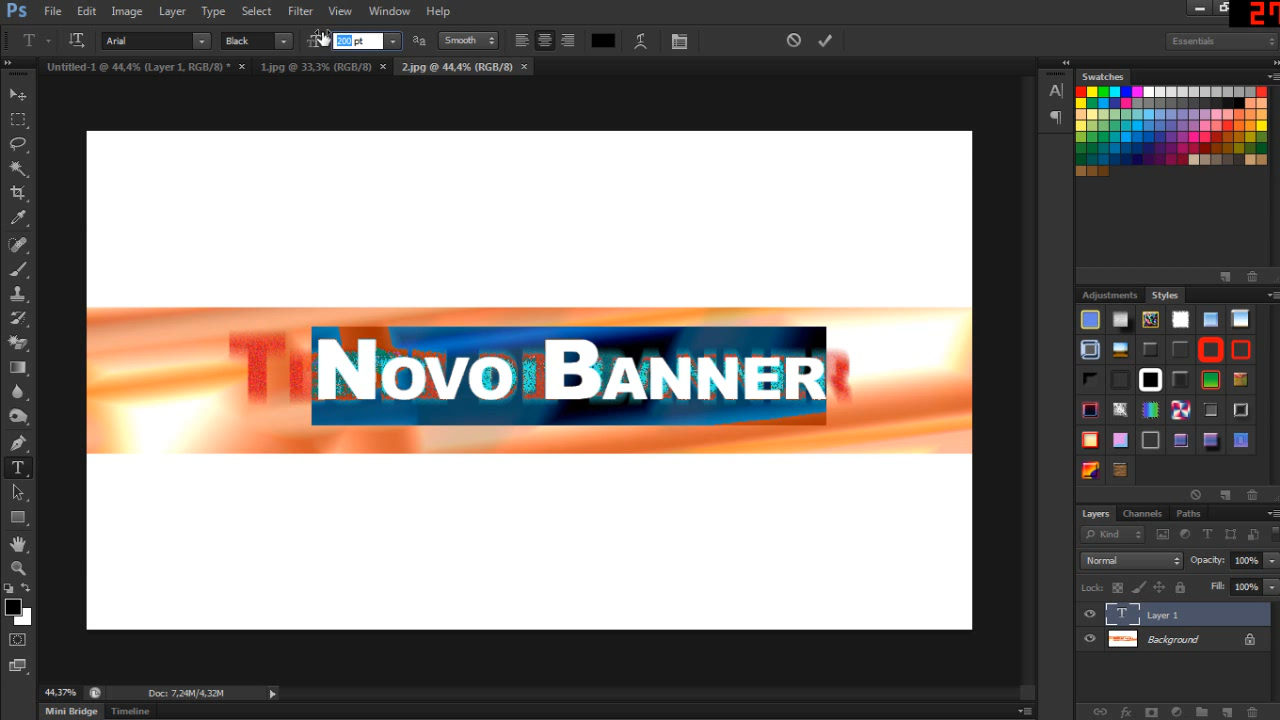 Ps File Edit Image Layer Type Select Filter View Window Help
T Arial Black 200 pt aa Smooth Essentials
Untitled-1 @ 44,4% (Layer 1, RGB/8) * × 1.jpg @ 33,3% (RGB/8) × 2.jpg @ 44,4% (RGB/8) ×
Swatches
Adjustments Styles
NOVO BANNER
Layers Channels Paths
Kind
Normal Opacity: 100%
Lock: Fill: 100%
T Layer 1
Background
44,37% Doc: 7,24M/4,32M
Mini Bridge Timeline